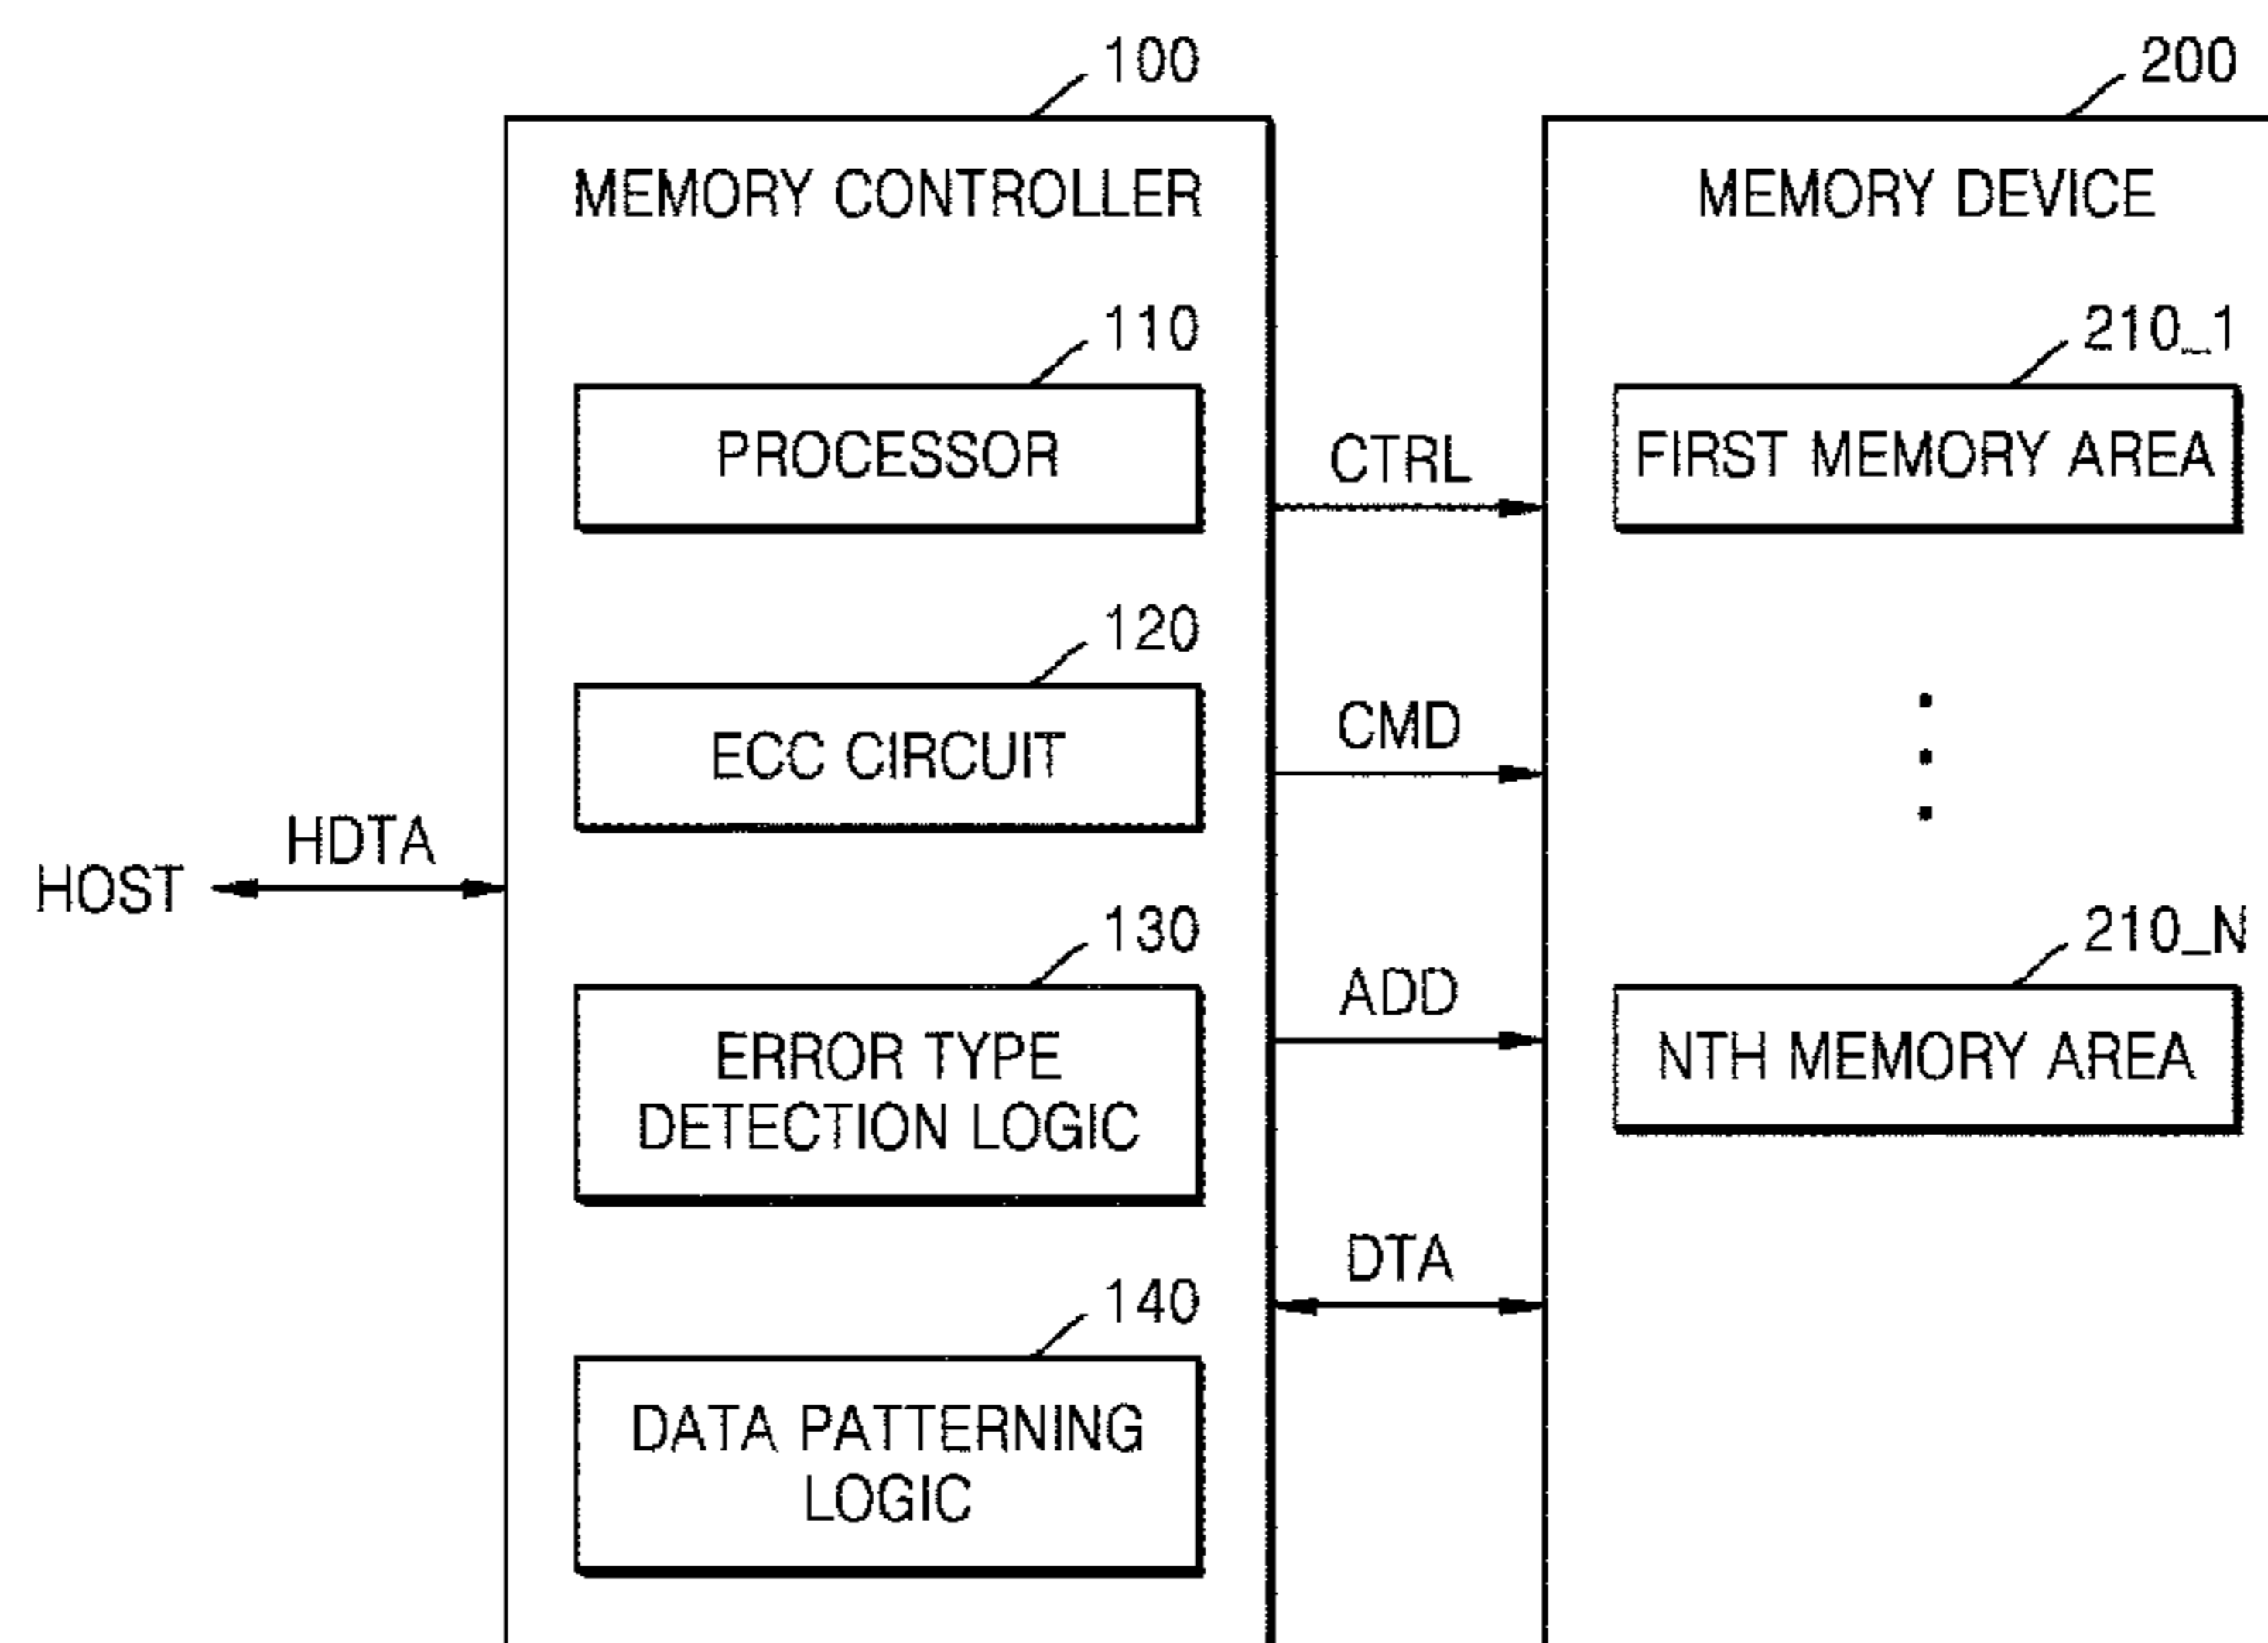 100
200
MEMORY CONTROLLER
MEMORY DEVICE
110
210_1
PROCESSOR
CTRL
FIRST MEMORY AREA
120
ECC CIRCUIT
CMD
HOST
HDTA
130
210_N
ERROR TYPE
DETECTION LOGIC
ADD
NTH MEMORY AREA
DTA
140
DATA PATTERNING
LOGIC